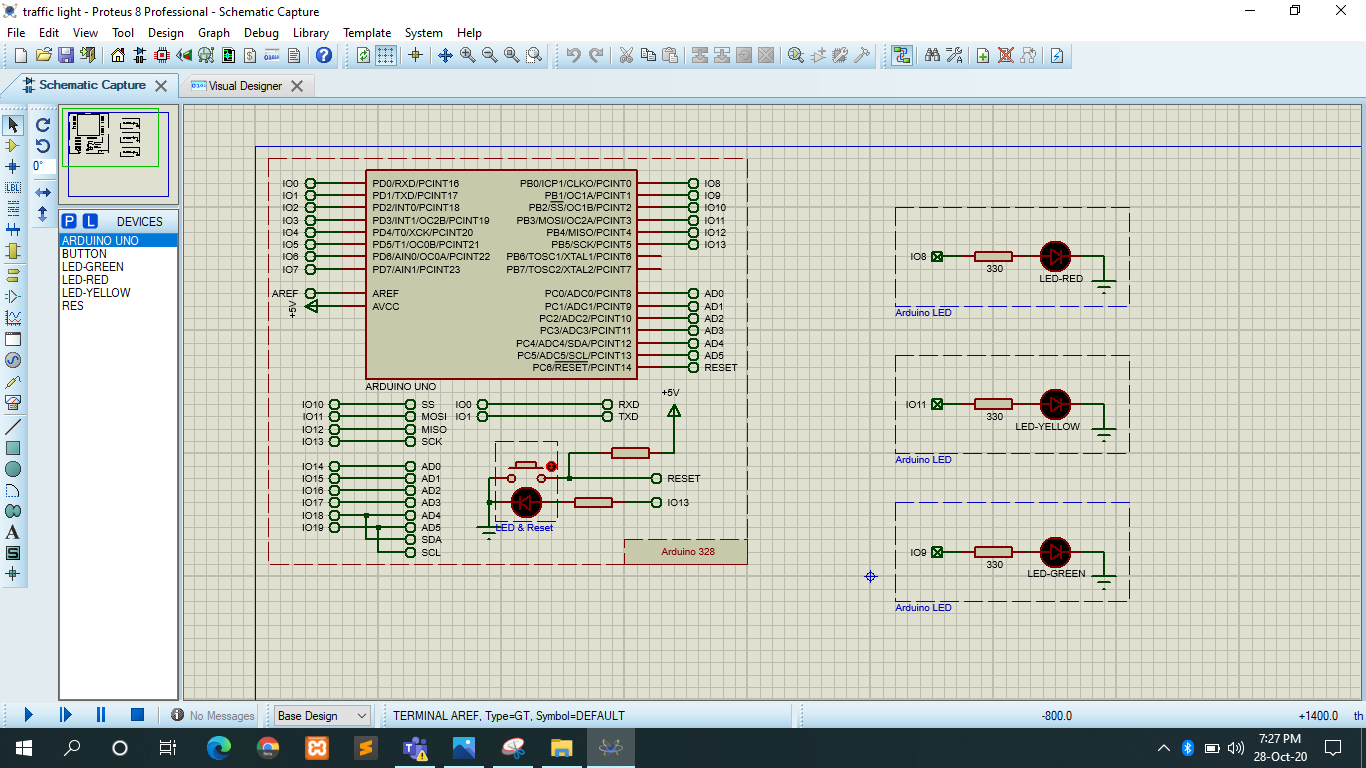 traffic light - Proteus 8 Professional - Schematic Capture
File Edit View Tool Design Graph Debug Library Template System Help
Schematic Capture
Visual Designer
LBL
0°
P L DEVICES
ARDUINO UNO
BUTTON
LED-GREEN
LED-RED
LED-YELLOW
RES
A
S
IO0 PD0/RXD/PCINT16 PB0/ICP1/CLKO/PCINT0 IO8
IO1 PD1/TXD/PCINT17 PB1/OC1A/PCINT1 IO9
IO2 PD2/INT0/PCINT18 PB2/SS/OC1B/PCINT2 IO10
IO3 PD3/INT1/OC2B/PCINT19 PB3/MOSI/OC2A/PCINT3 IO11
IO4 PD4/T0/XCK/PCINT20 PB4/MISO/PCINT4 IO12
IO5 PD5/T1/OC0B/PCINT21 PB5/SCK/PCINT5 IO13
IO6 PD6/AIN0/OC0A/PCINT22 PB6/TOSC1/XTAL1/PCINT6
IO7 PD7/AIN1/PCINT23 PB7/TOSC2/XTAL2/PCINT7
AREF AREF PC0/ADC0/PCINT8 AD0
+5V AVCC PC1/ADC1/PCINT9 AD1
PC2/ADC2/PCINT10 AD2
PC3/ADC3/PCINT11 AD3
PC4/ADC4/SDA/PCINT12 AD4
PC5/ADC5/SCL/PCINT13 AD5
PC6/RESET/PCINT14 RESET
ARDUINO UNO
+5V
IO10 SS IO0 RXD
IO11 MOSI IO1 TXD
IO12 MISO
IO13 SCK
IO14 AD0
IO15 AD1 RESET
IO16 AD2
IO17 AD3 IO13
IO18 AD4
IO19 AD5 LED & Reset
SDA
SCL
Arduino 328
IO8 330 LED-RED
Arduino LED
IO11 330 LED-YELLOW
Arduino LED
IO9 330 LED-GREEN
Arduino LED
No Messages
Base Design
TERMINAL AREF, Type=GT, Symbol=DEFAULT
-800.0
+1400.0 th
7:27 PM
28-Oct-20